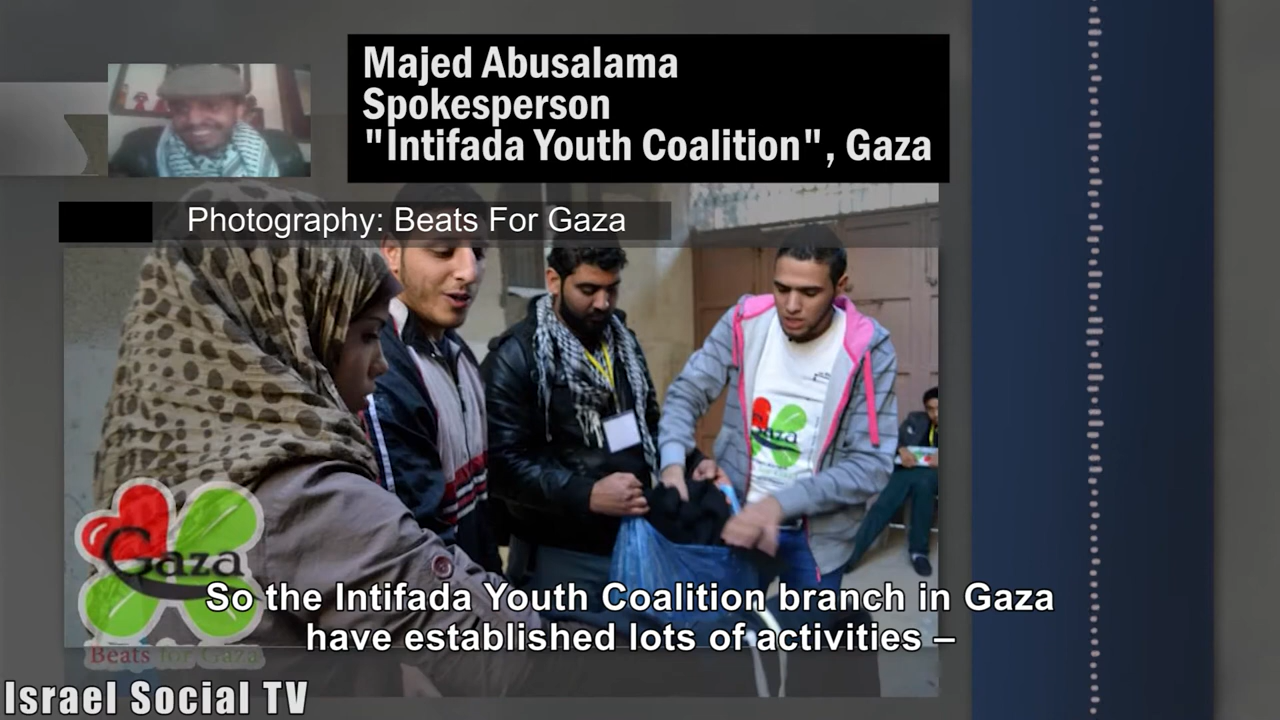 Majed Abusalama
Spokesperson
"Intifada Youth Coalition", Gaza
Photography: Beats For Gaza
Gaza
Gaza
Beats for Gaza
So the Intifada Youth Coalition branch in Gaza
have established lots of activities –
Israel Social TV